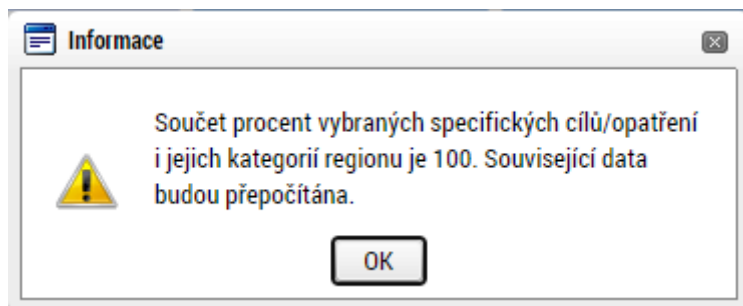 Informace
Součet procent vybraných specifických cílů/opatření
i jejich kategorií regionu je 100. Související data
budou přepočítána.
OK